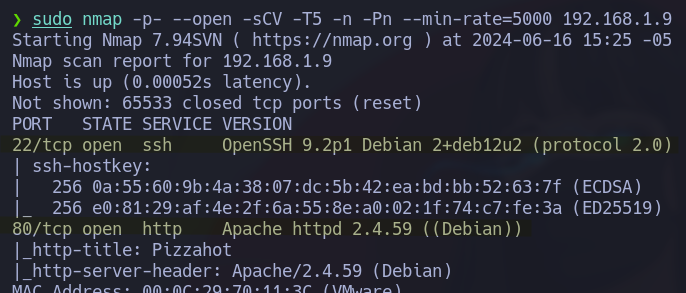 ❯ sudo nmap -p- --open -sCV -T5 -n -Pn --min-rate=5000 192.168.1.9
Starting Nmap 7.94SVN ( https://nmap.org ) at 2024-06-16 15:25 -05
Nmap scan report for 192.168.1.9
Host is up (0.00052s latency).
Not shown: 65533 closed tcp ports (reset)
PORT   STATE SERVICE VERSION
22/tcp open  ssh     OpenSSH 9.2p1 Debian 2+deb12u2 (protocol 2.0)
| ssh-hostkey:
|   256 0a:55:60:9b:4a:38:07:dc:5b:42:ea:bd:bb:52:63:7f (ECDSA)
|_  256 e0:81:29:af:4e:2f:6a:55:8e:a0:02:1f:74:c7:fe:3a (ED25519)
80/tcp open  http    Apache httpd 2.4.59 ((Debian))
|_http-title: Pizzahot
|_http-server-header: Apache/2.4.59 (Debian)
MAC Address: 00:0C:29:70:11:3C (VMware)